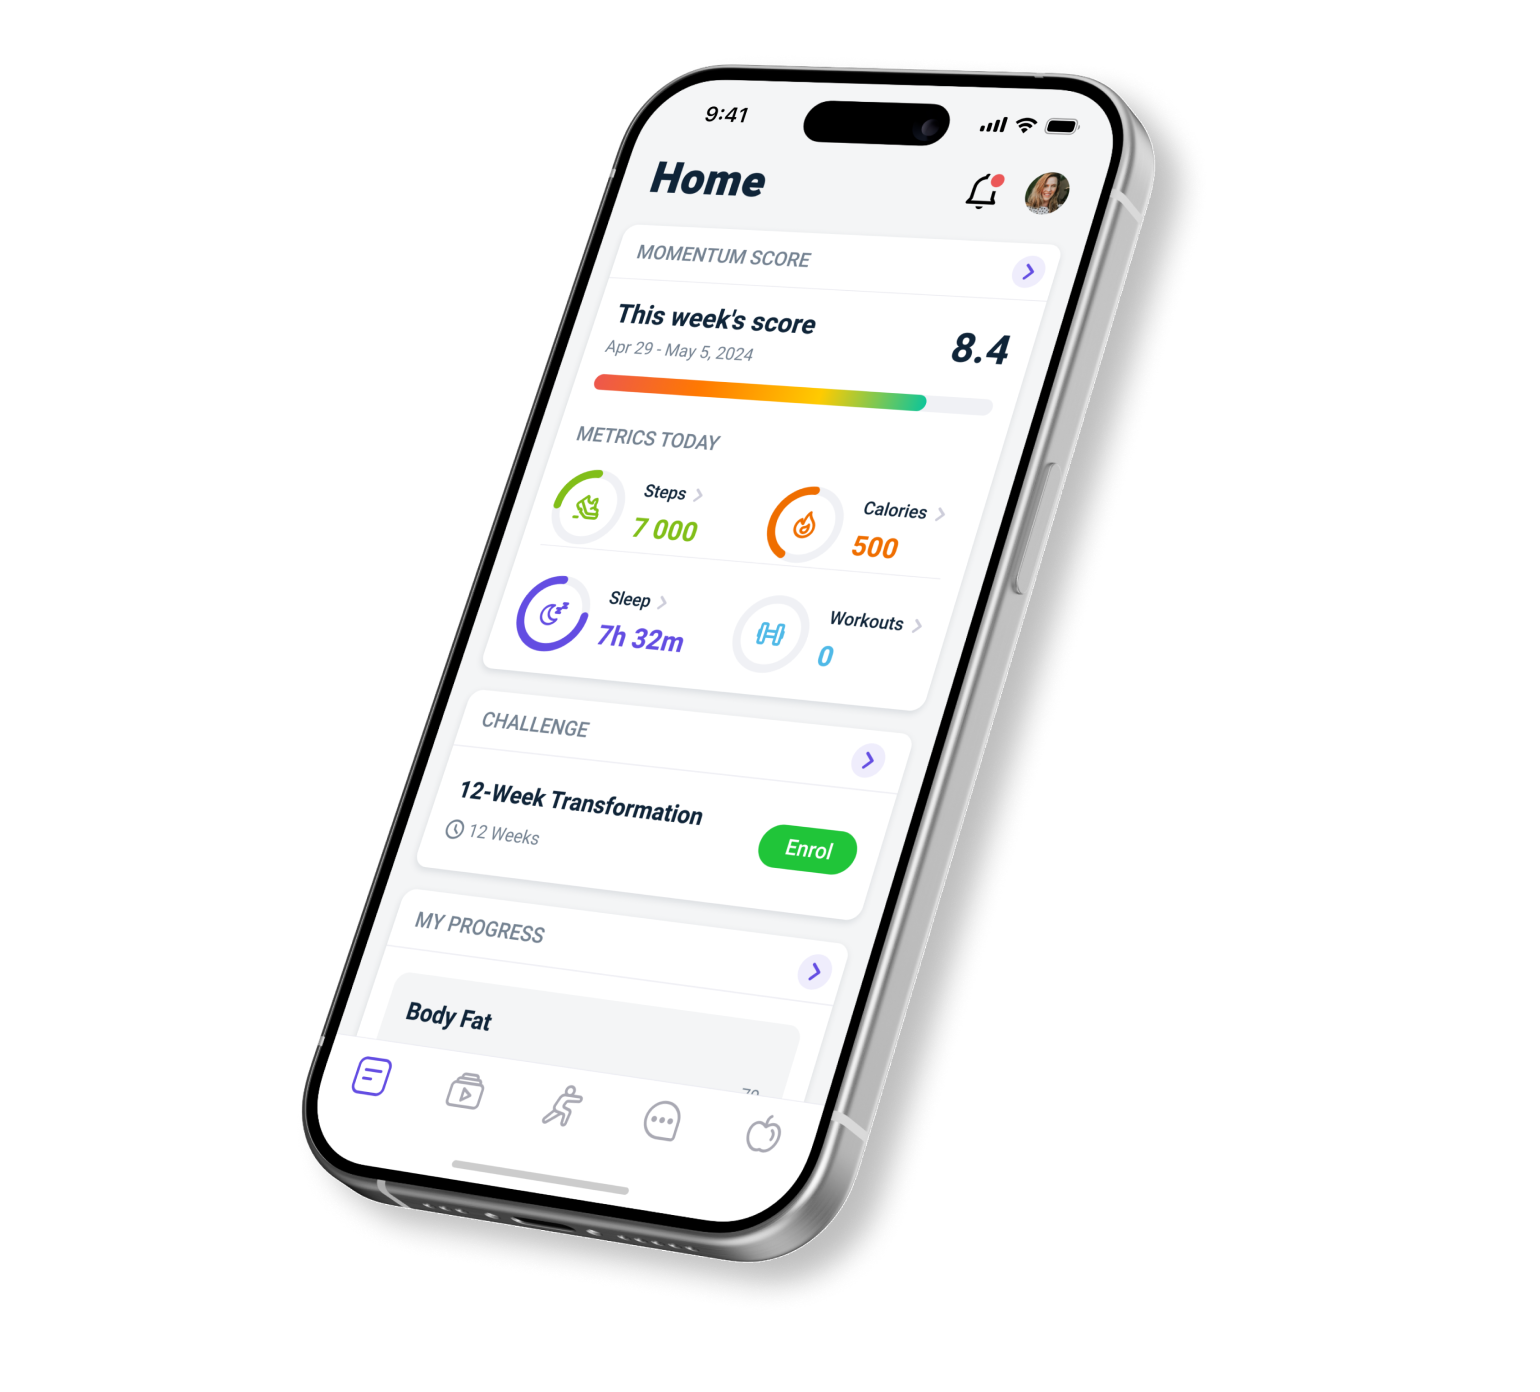 9:41
Home
MOMENTUM SCORE
This week's score
8.4
Apr 29 - May 5, 2024
METRICS TODAY
Steps
7 000
Calories
500
Sleep
7h 32m
Workouts
0
CHALLENGE
12-Week Transformation
12 Weeks
Enrol
MY PROGRESS
Body Fat